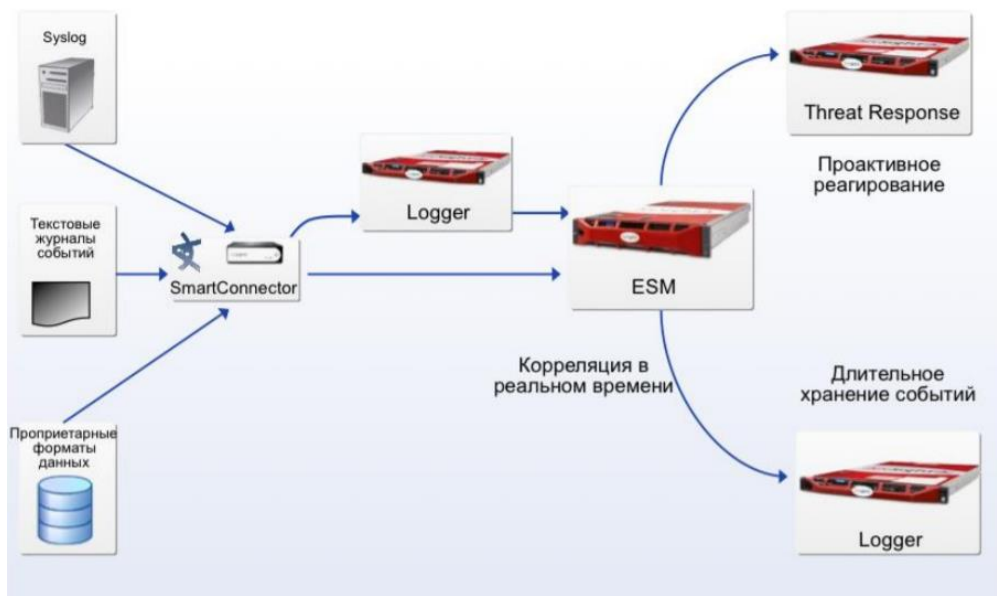 Syslog
Threat Response
Проактивное
реагирование
Logger
Текстовые
журналы
событий
SmartConnector
ESM
Корреляция в
реальном времени
Длительное
хранение событий
Проприетарные
форматы
данных
Logger